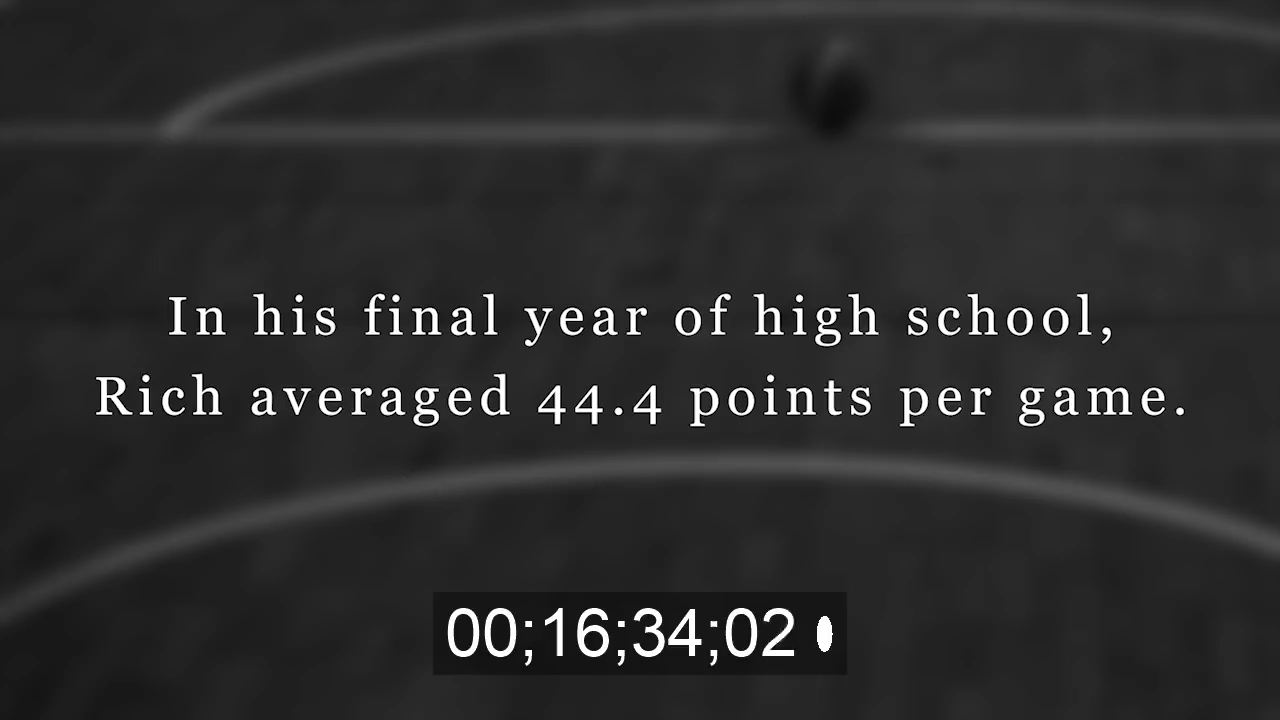 In his final year of high school,
Rich averaged 44.4 points per game.
00;16;34;02